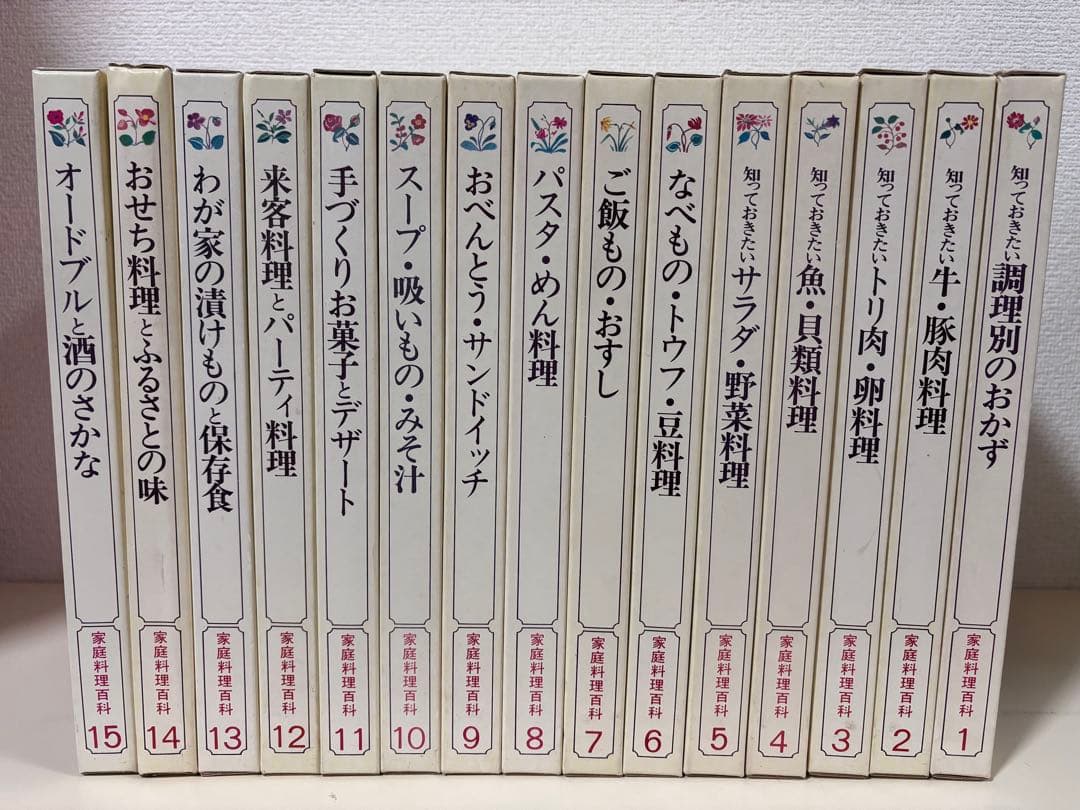 知っておきたい調理別のおかず
家庭料理百科
1
知っておきたい牛・豚肉料理
家庭料理百科
2
知っておきたいトリ肉・卵料理
家庭料理百科
3
知っておきたい魚・貝類料理
家庭料理百科
4
知っておきたいサラダ・野菜料理
家庭料理百科
5
なべもの・トウフ・豆料理
家庭料理百科
6
ご飯もの・おすし
家庭料理百科
7
パスタ・めん料理
家庭料理百科
8
おべんとう・サンドイッチ
家庭料理百科
9
スープ・吸いもの・みそ汁
家庭料理百科
10
手づくりお菓子とデザート
家庭料理百科
11
来客料理とパーティ料理
家庭料理百科
12
わが家の漬けものと保存食
家庭料理百科
13
おせち料理とふるさとの味
家庭料理百科
14
オードブルと酒のさかな
家庭料理百科
15